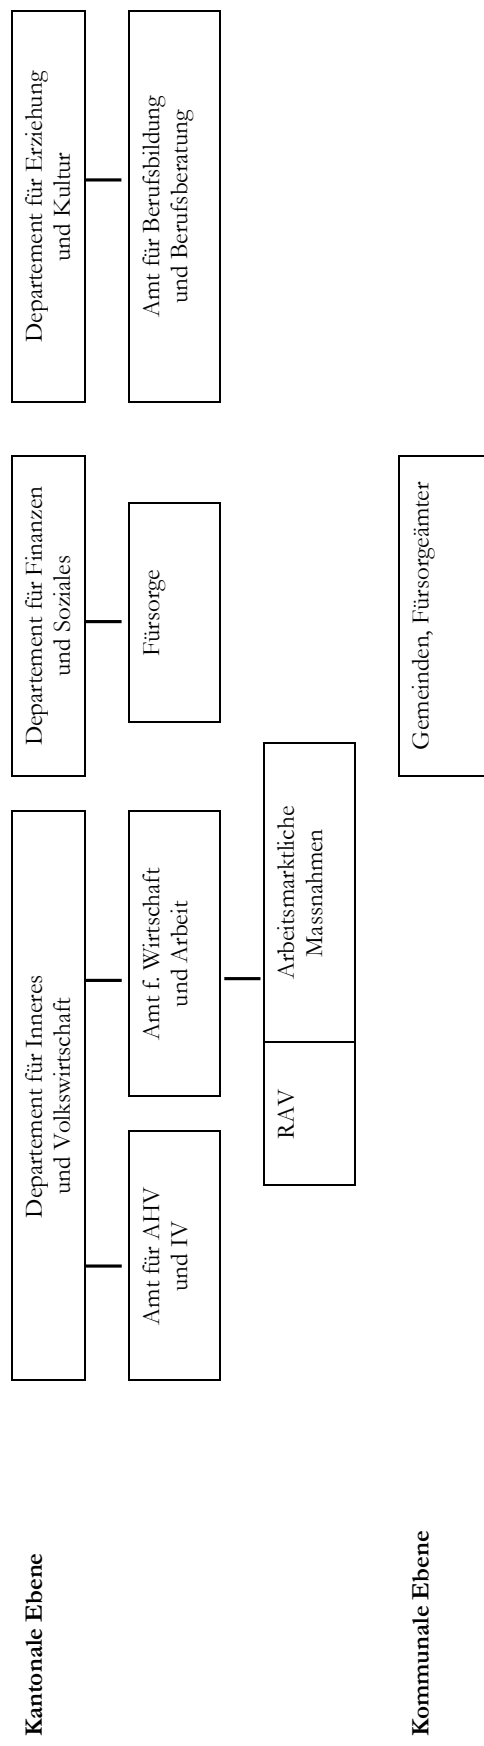 Kantonale Ebene
Departement für Inneres
und Volkswirtschaft
Departement für Finanzen
und Soziales
Departement für Erziehung
und Kultur
Amt für AHV
und IV
Amt f. Wirtschaft
und Arbeit
Fürsorge
Amt für Berufsbildung
und Berufsberatung
RAV
Arbeitsmarktliche
Massnahmen
Kommunale Ebene
Gemeinden, Fürsorgeämter